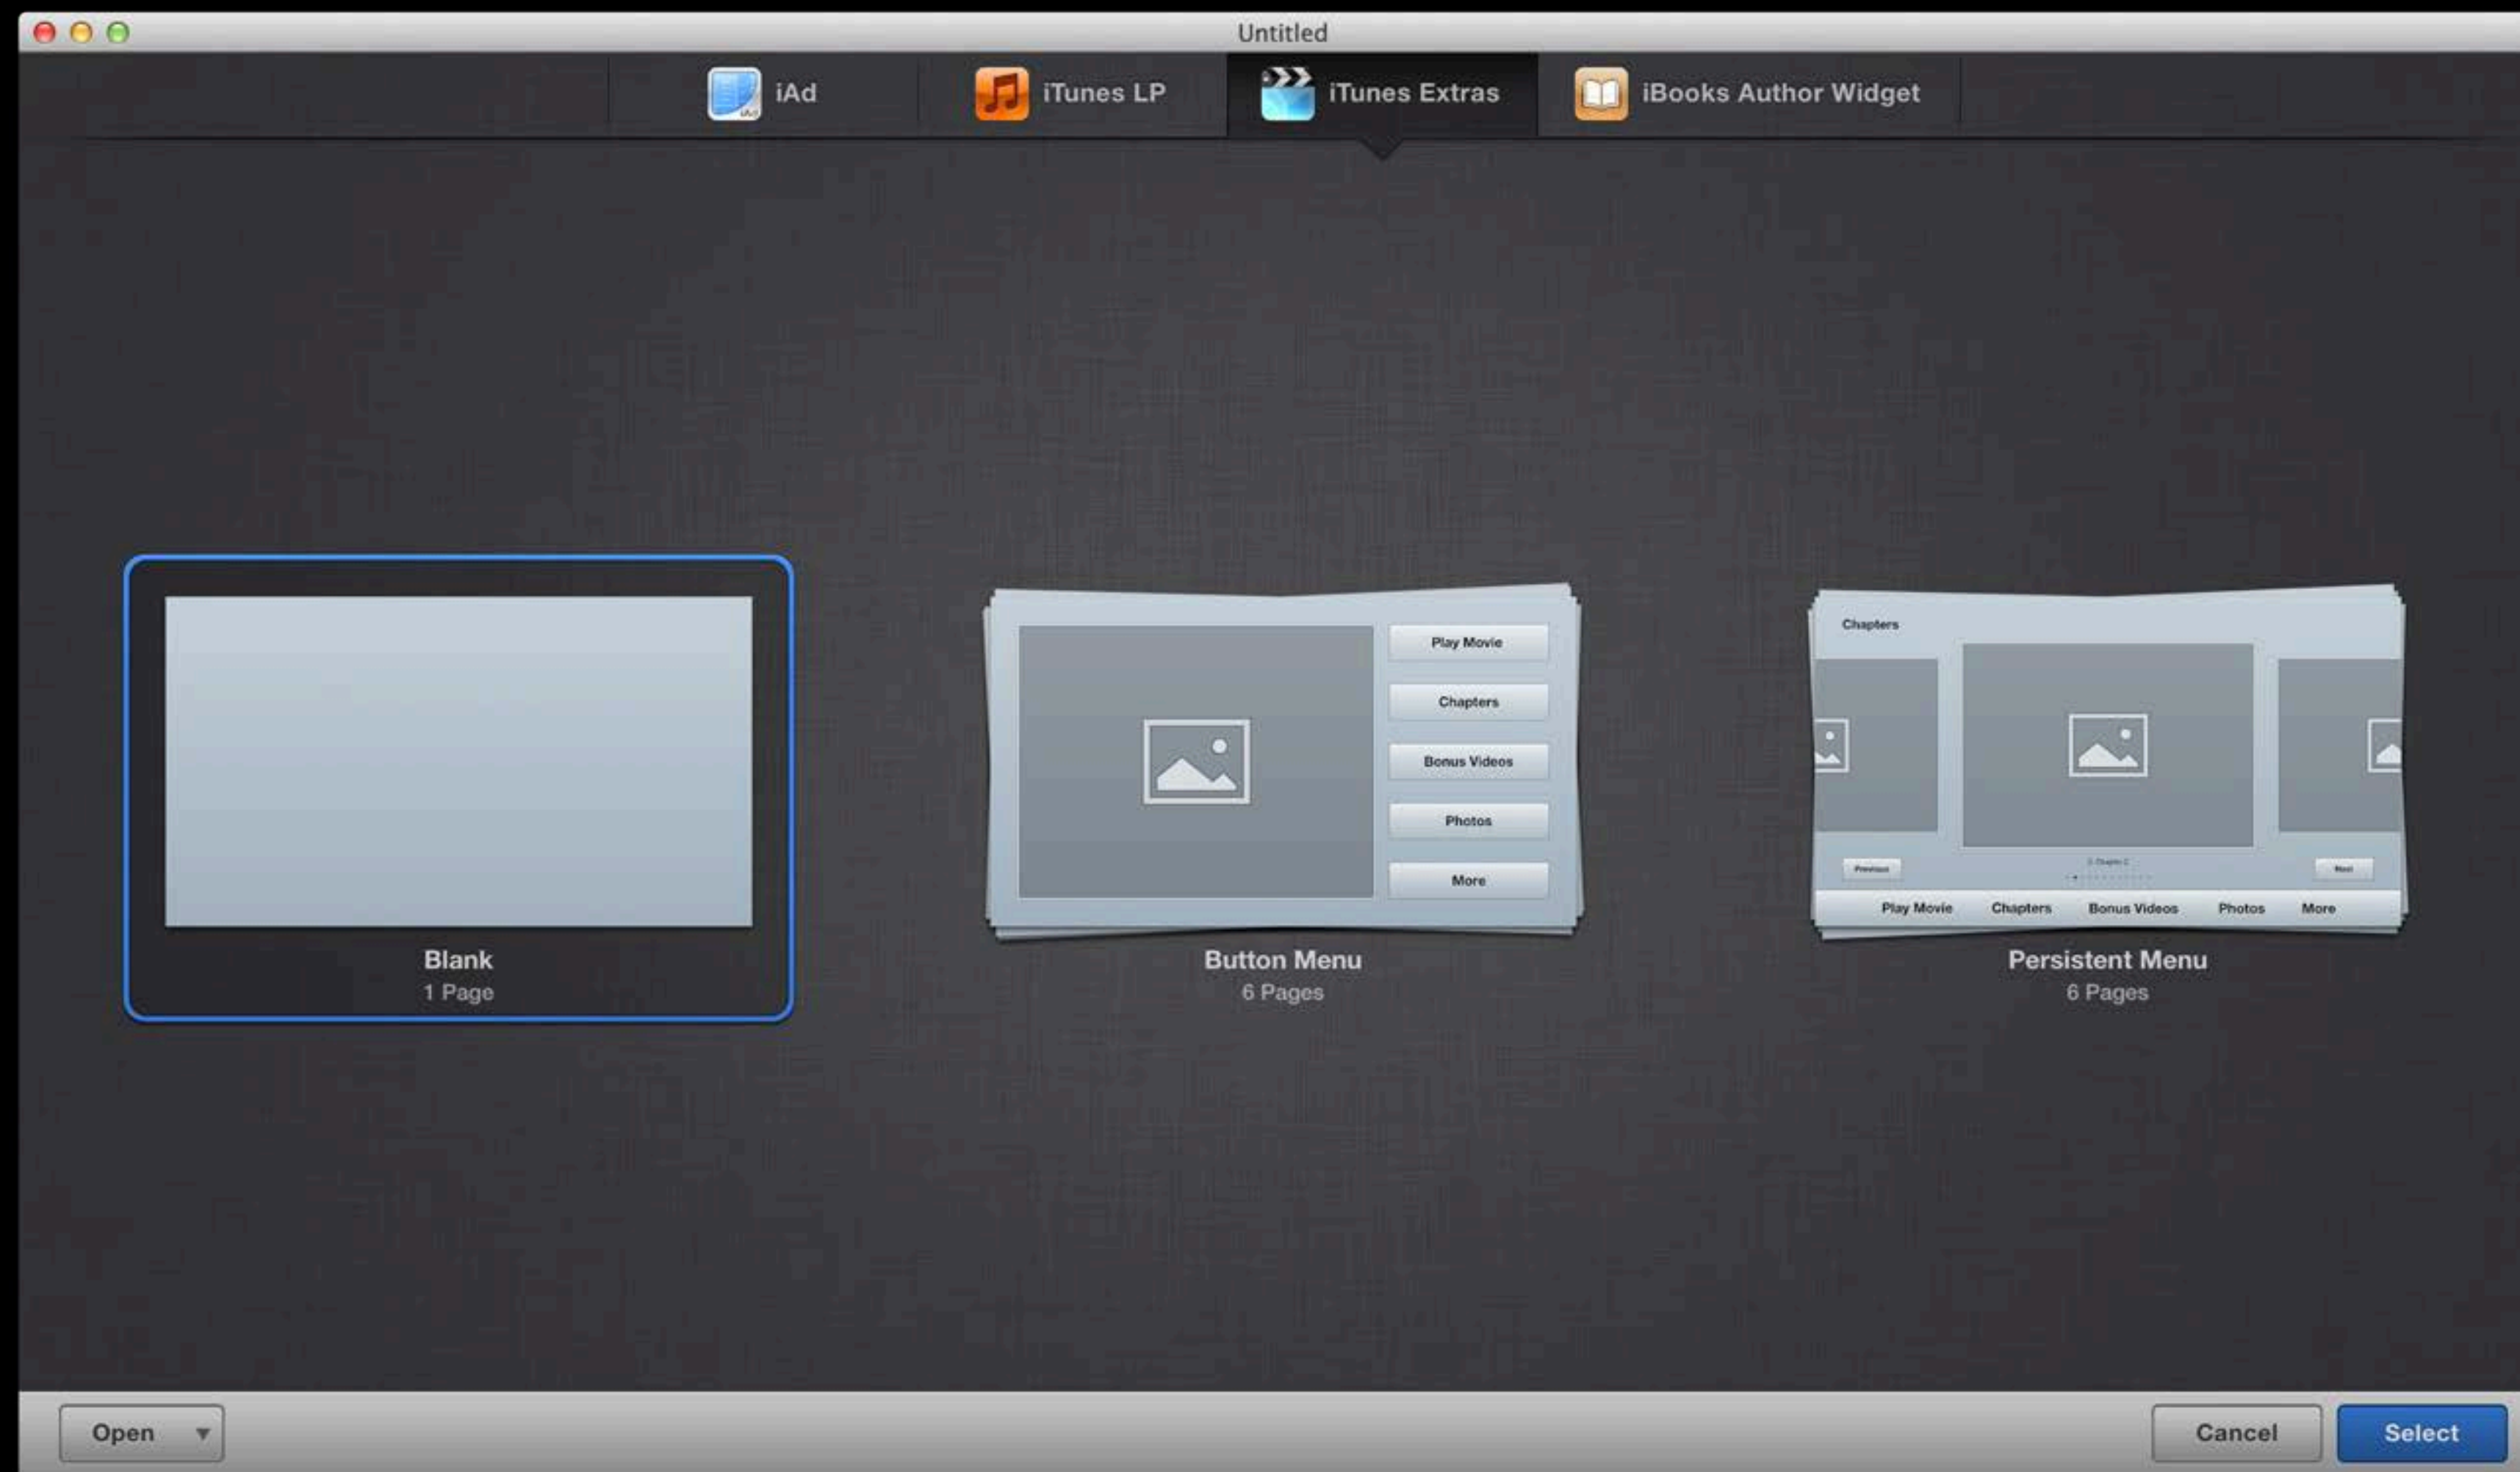 Untitled
iAd
iTunes LP
iTunes Extras
iBooks Author Widget
Blank
1 Page
Play Movie
Chapters
Bonus Videos
Photos
More
Button Menu
6 Pages
Chapters
Previous
Next
Play Movie Chapters Bonus Videos Photos More
Persistent Menu
6 Pages
Open
Cancel
Select